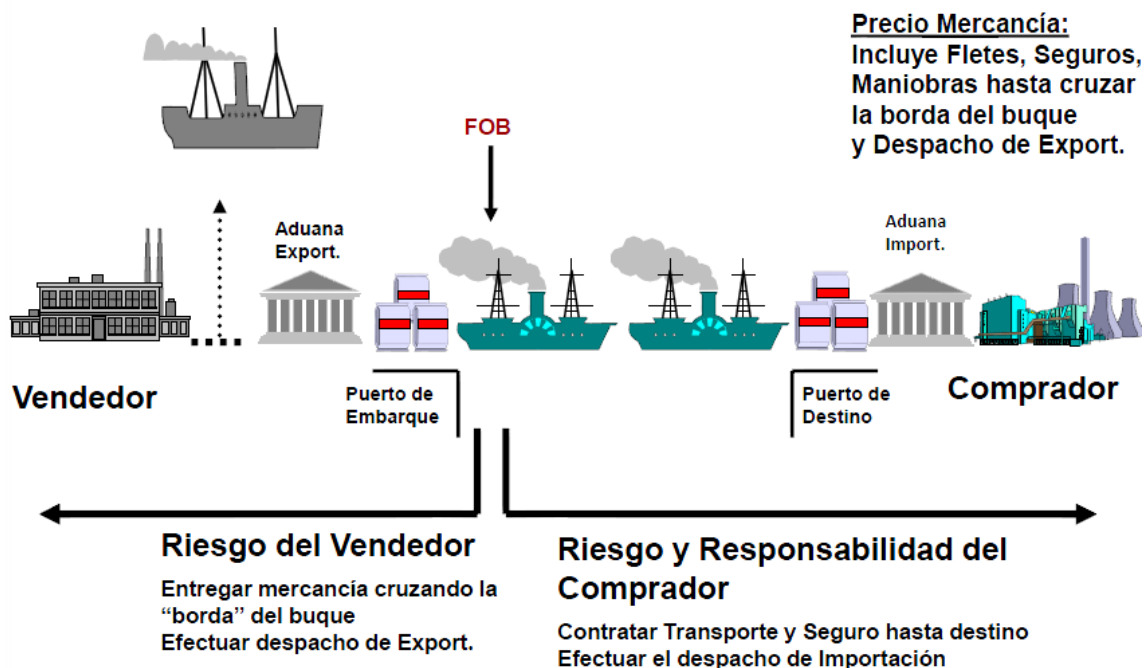 Precio Mercancía:
Incluye Fletes, Seguros,
Maniobras hasta cruzar
la borda del buque
y Despacho de Export.
FOB
Aduana
Export.
Aduana
Import.
Vendedor
Puerto de
Embarque
Puerto de
Destino
Comprador
Riesgo del Vendedor
Entregar mercancía cruzando la
“borda” del buque
Efectuar despacho de Export.
Riesgo y Responsabilidad del
Comprador
Contratar Transporte y Seguro hasta destino
Efectuar el despacho de Importación